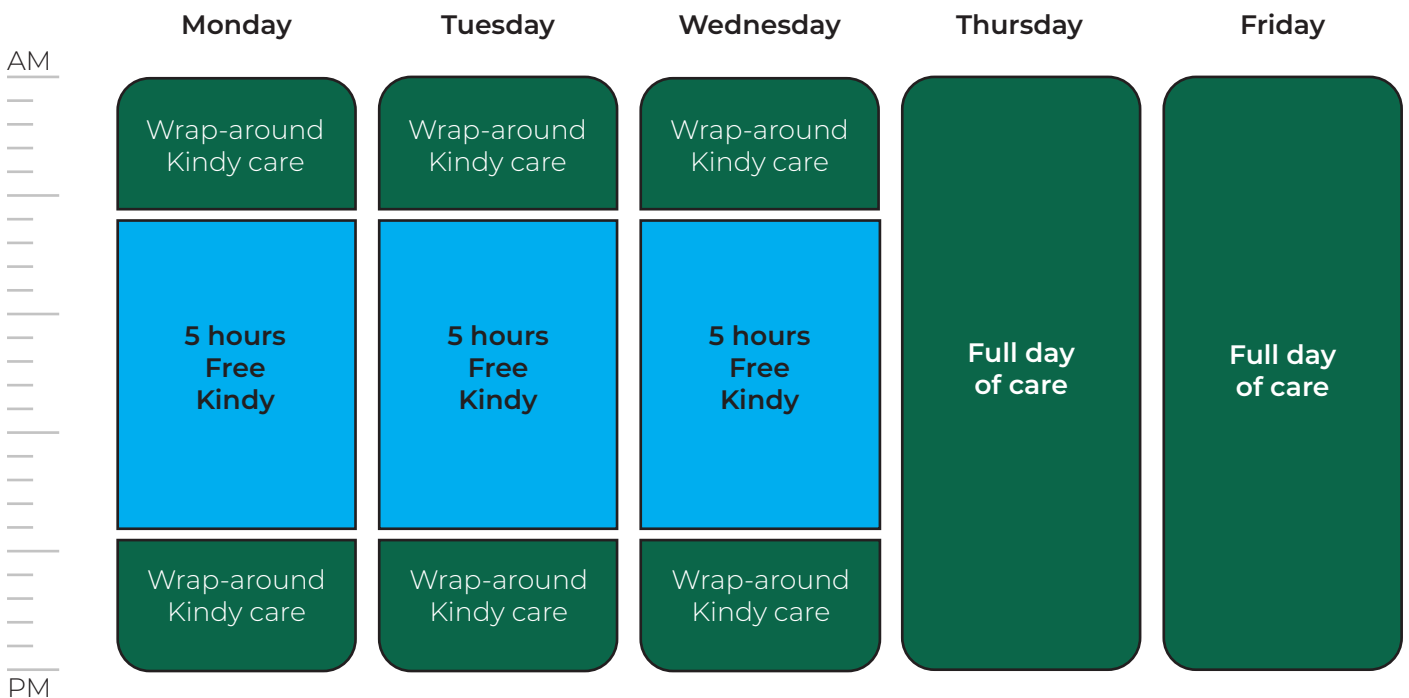 Monday
Tuesday
Wednesday
Thursday
Friday
AM
Wrap-around
Kindy care
Wrap-around
Kindy care
Wrap-around
Kindy care
5 hours
Free
Kindy
5 hours
Free
Kindy
5 hours
Free
Kindy
Full day
of care
Full day
of care
Wrap-around
Kindy care
Wrap-around
Kindy care
Wrap-around
Kindy care
PM